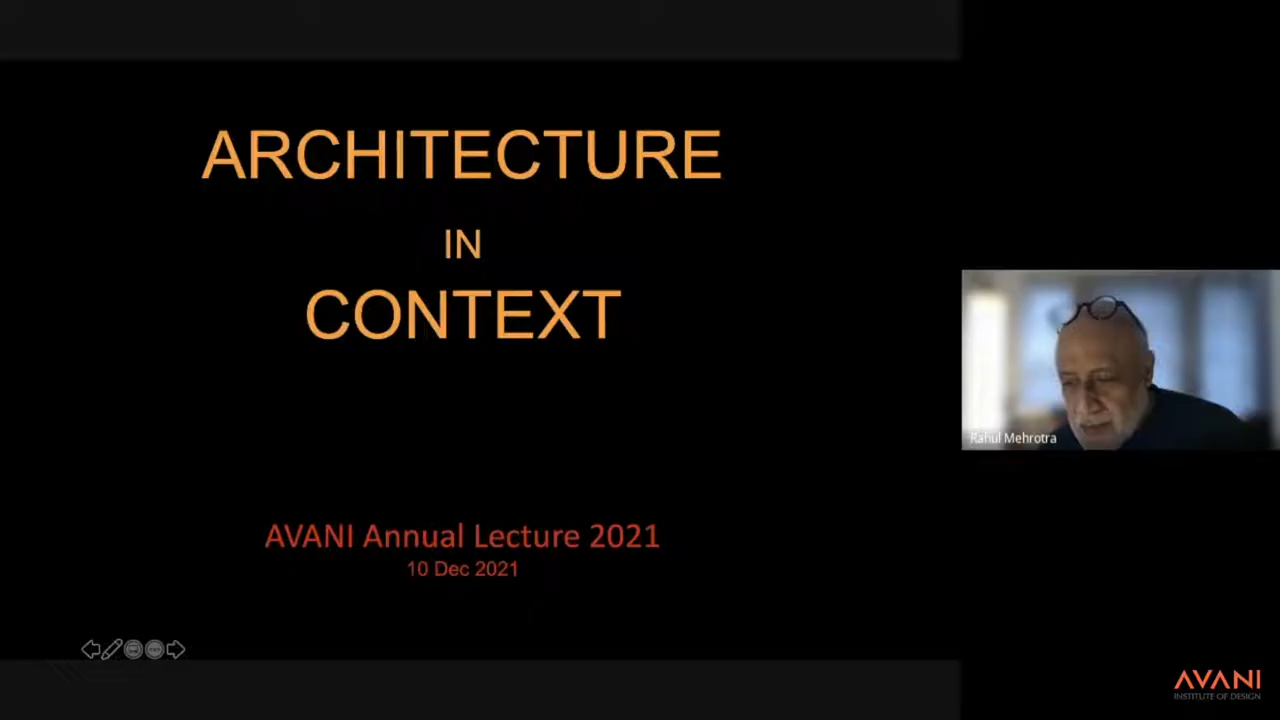 ARCHITECTURE
IN
CONTEXT
AVANI Annual Lecture 2021
10 Dec 2021
Rahul Mehrotra
AVANI
INSTITUTE OF DESIGN